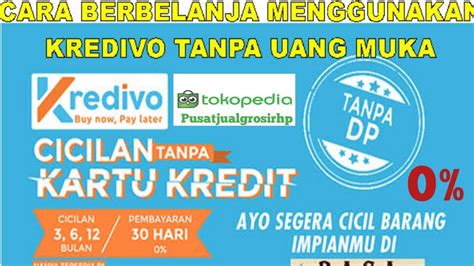 CARA BERBELANJA MENGGUNAKAN
KREDIVO TANPA UANG MUKA
Kredivo
Buy now, Pay later
tokopedia
Pusatjualgrosirhp
TANPA
DP
CICILAN TANPA
KARTU KREDIT
0%
CICILAN
3, 6, 12
BULAN
PEMBAYARAN
30 HARI
0%
AYO SEGERA CICIL BARANG
IMPIANMU DI